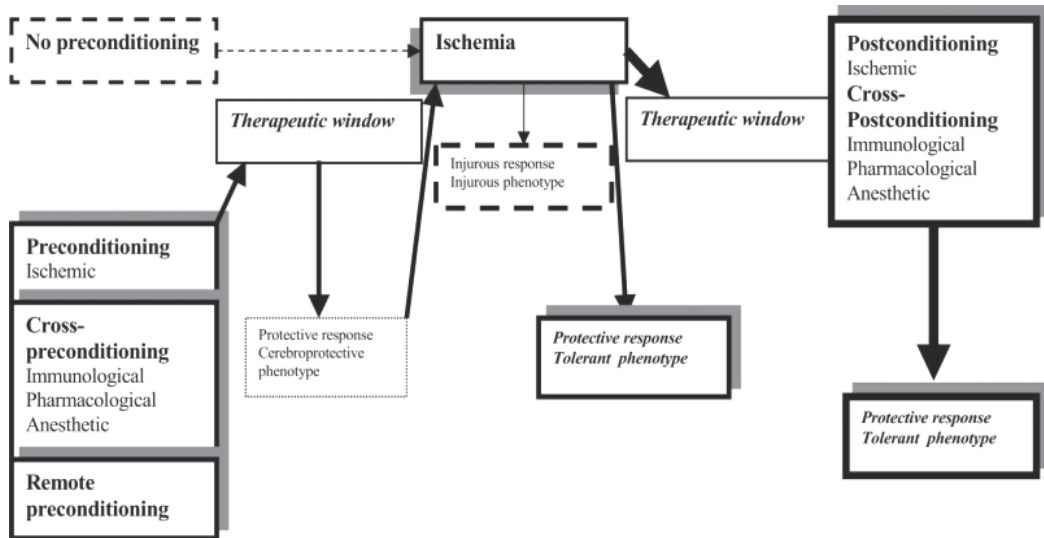 No preconditioning
Ischemia
Postconditioning
Ischemic
Cross-
Postconditioning
Immunological
Pharmacological
Anesthetic
Therapeutic window
Therapeutic window
Injurous response
Injurous phenotype
Preconditioning
Ischemic
Cross-
preconditioning
Immunological
Pharmacological
Anesthetic
Remote
preconditioning
Protective response
Cerebroprotective
phenotype
Protective response
Tolerant phenotype
Protective response
Tolerant phenotype